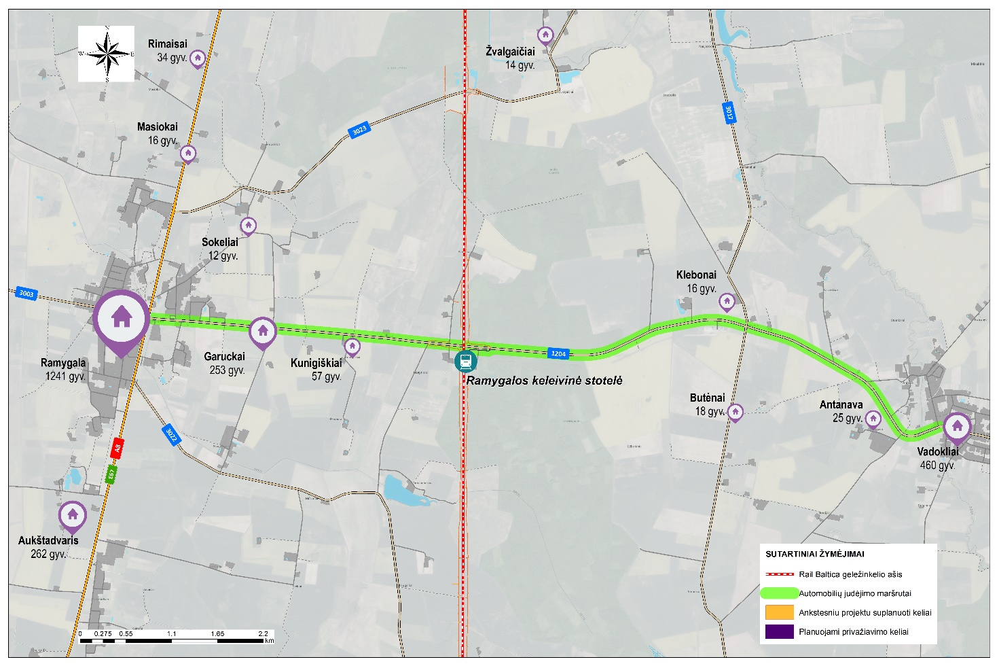 N
W
E
S
Rimaisai
34 gyv.
Žvalgaičiai
14 gyv.
Masiokai
16 gyv.
3023
3017
Sokeliai
12 gyv.
3003
Klebonai
16 gyv.
Ramygala
1241 gyv.
Garuckai
253 gyv.
Kunigiškiai
57 gyv.
1204
Ramygalos keleivinė stotelė
Butėnai
18 gyv.
Antanava
25 gyv.
Vadokliai
460 gyv.
3022
A8
E67
Aukštadvaris
262 gyv.
SUTARTINIAI ŽYMĖJIMAI
Rail Baltica geležinkelio ašis
Automobilių judėjimo maršrutai
Ankstesniu projektu suplanuoti keliai
Planuojami privažiavimo keliai
0 0.275 0.55 1.1 1.65 2.2
km